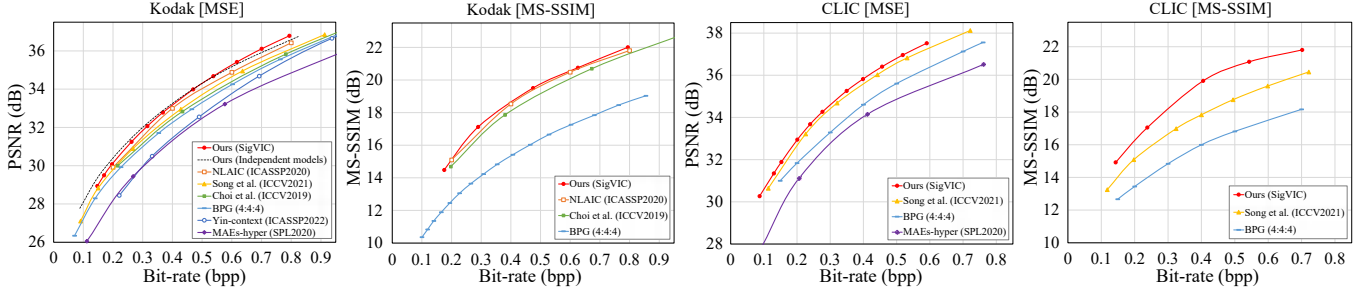 Kodak [MSE]
PSNR (dB)
38
36
34
32
30
28
26
0 0.1 0.2 0.3 0.4 0.5 0.6 0.7 0.8 0.9
Bit-rate (bpp)
Ours (SigVIC)
Ours (Independent models)
NLAIC (ICASSP2020)
Song et al. (ICCV2021)
Choi et al. (ICCV2019)
BPG (4:4:4)
Yin-context (ICASSP2022)
MAEs-hyper (SPL2020)
Kodak [MS-SSIM]
MS-SSIM (dB)
22
20
18
16
14
12
10
0 0.1 0.2 0.3 0.4 0.5 0.6 0.7 0.8 0.9
Bit-rate (bpp)
Ours (SigVIC)
NLAIC (ICASSP2020)
Choi et al. (ICCV2019)
BPG (4:4:4)
CLIC [MSE]
PSNR (dB)
38
36
34
32
30
28
0 0.1 0.2 0.3 0.4 0.5 0.6 0.7 0.8
Bit-rate (bpp)
Ours (SigVIC)
Song et al. (ICCV2021)
BPG (4:4:4)
MAEs-hyper (SPL2020)
CLIC [MS-SSIM]
MS-SSIM (dB)
22
20
18
16
14
12
10
0 0.1 0.2 0.3 0.4 0.5 0.6 0.7 0.8
Bit-rate (bpp)
Ours (SigVIC)
Song et al. (ICCV2021)
BPG (4:4:4)